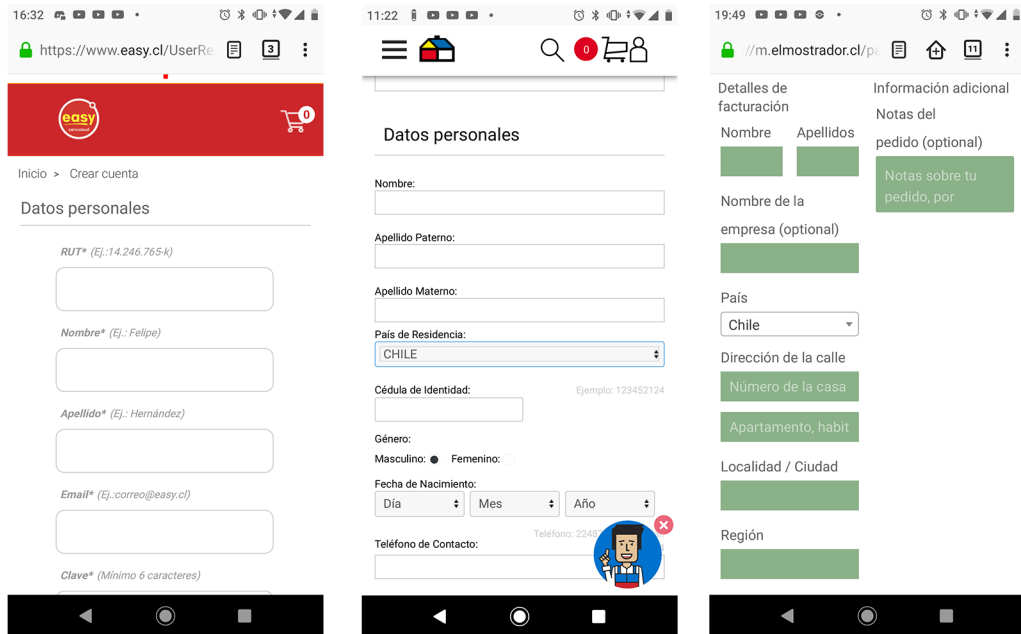 16:32
https://www.easy.cl/UserRe
3
easy
cencosud
0
Inicio > Crear cuenta
Datos personales
RUT* (Ej.:14.246.765-k)
Nombre* (Ej.: Felipe)
Apellido* (Ej.: Hernández)
Email* (Ej.:correo@easy.cl)
Clave* (Mínimo 6 caracteres)
11:22
0
Datos personales
Nombre:
Apellido Paterno:
Apellido Materno:
País de Residencia:
CHILE
Cédula de Identidad:
Ejemplo: 123452124
Género:
Masculino: Femenino:
Fecha de Nacimiento:
Día Mes Año
Teléfono: 2248
Teléfono de Contacto:
19:49
//m.elmostrador.cl/pa
11
Detalles de
facturación
Nombre Apellidos
Nombre de la
empresa (optional)
País
Chile
Dirección de la calle
Número de la casa
Apartamento, habit
Localidad / Ciudad
Región
Información adicional
Notas del
pedido (optional)
Notas sobre tu
pedido, por